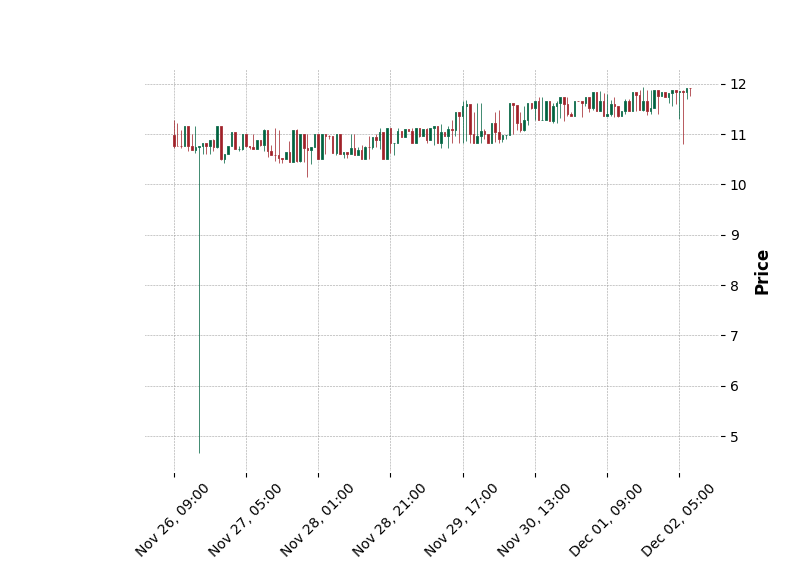 12
11
10
9
8
7
6
5
Price
Nov 26, 09:00
Nov 27, 05:00
Nov 28, 01:00
Nov 28, 21:00
Nov 29, 17:00
Nov 30, 13:00
Dec 01, 09:00
Dec 02, 05:00